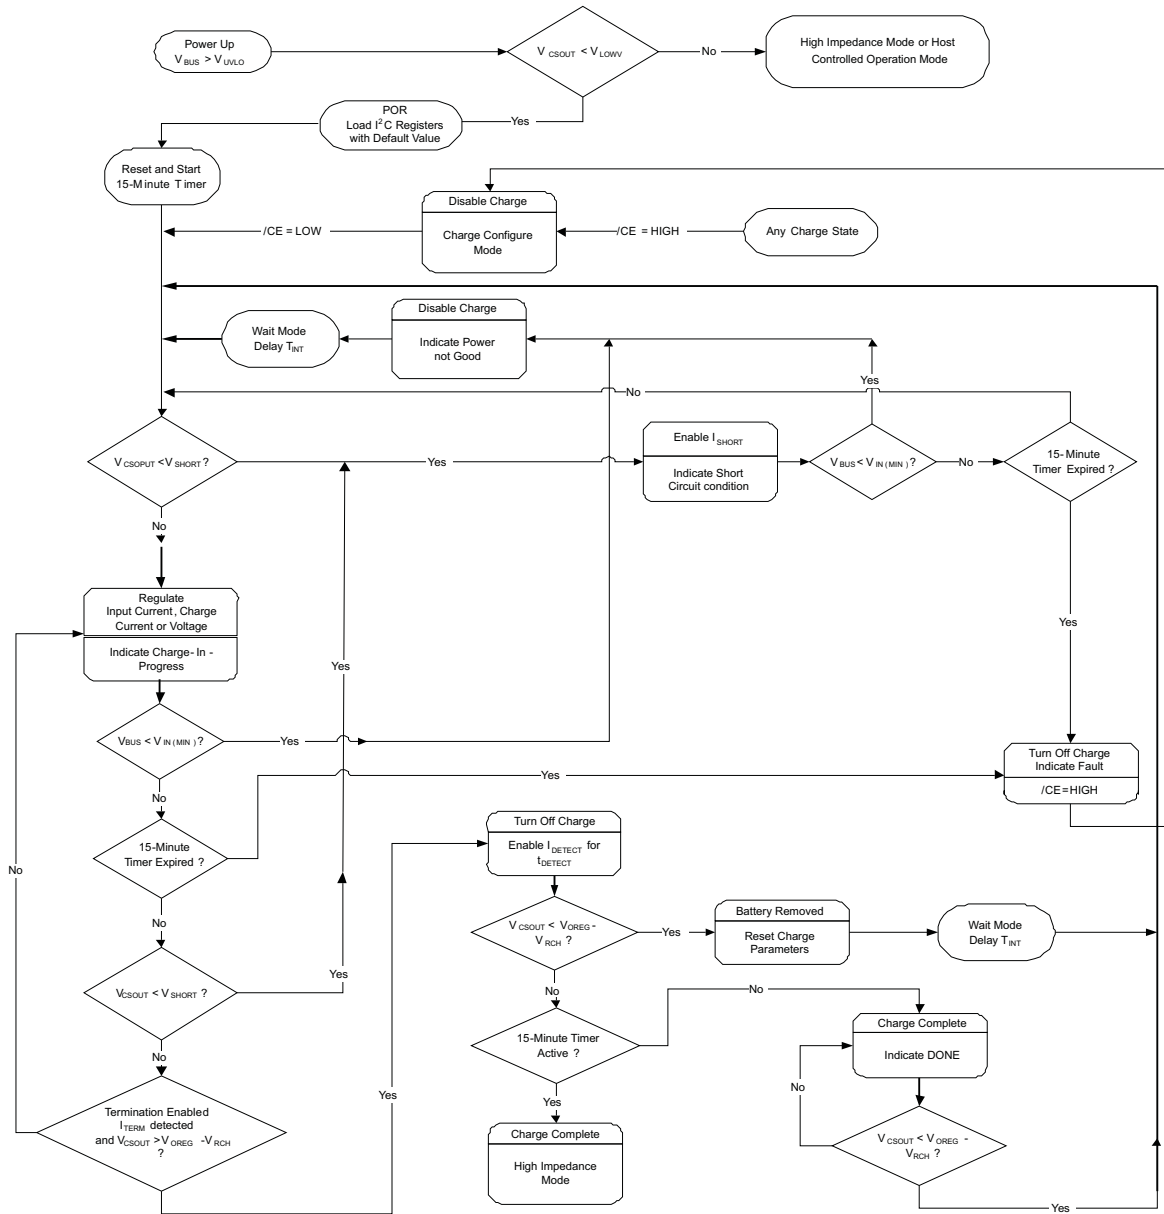 Power Up
V BUS > V UVLO
V CSOUT < V LOWV
No
High Impedance Mode or Host
Controlled Operation Mode
Yes
POR
Load I2C Registers
with Default Value
Reset and Start
15-Minute Timer
Disable Charge
Charge Configure
Mode
/CE = LOW
/CE = HIGH
Any Charge State
Disable Charge
Indicate Power
not Good
Wait Mode
Delay TINT
Yes
No
V CSOPUT < V SHORT ?
Yes
Enable I SHORT
Indicate Short
Circuit condition
V BUS < V IN ( MIN ) ?
No
15- Minute
Timer Expired ?
No
Regulate
Input Current, Charge
Current or Voltage
Indicate Charge- In -
Progress
Yes
Yes
VBUS < V IN ( MIN ) ?
Yes
Turn Off Charge
Indicate Fault
/CE=HIGH
Yes
No
15-Minute
Timer Expired ?
No
Turn Off Charge
Enable I DETECT for
tDETECT
V CSOUT < V OREG -
V RCH ?
Yes
Battery Removed
Reset Charge
Parameters
Wait Mode
Delay T INT
No
VCSOUT < V SHORT ?
Yes
No
No
15-Minute Timer
Active ?
Charge Complete
Indicate DONE
No
No
Yes
Yes
Termination Enabled
I TERM detected
and VCSOUT > V OREG - V RCH
?
Charge Complete
High Impedance
Mode
V CSOUT < V OREG -
V RCH ?
Yes